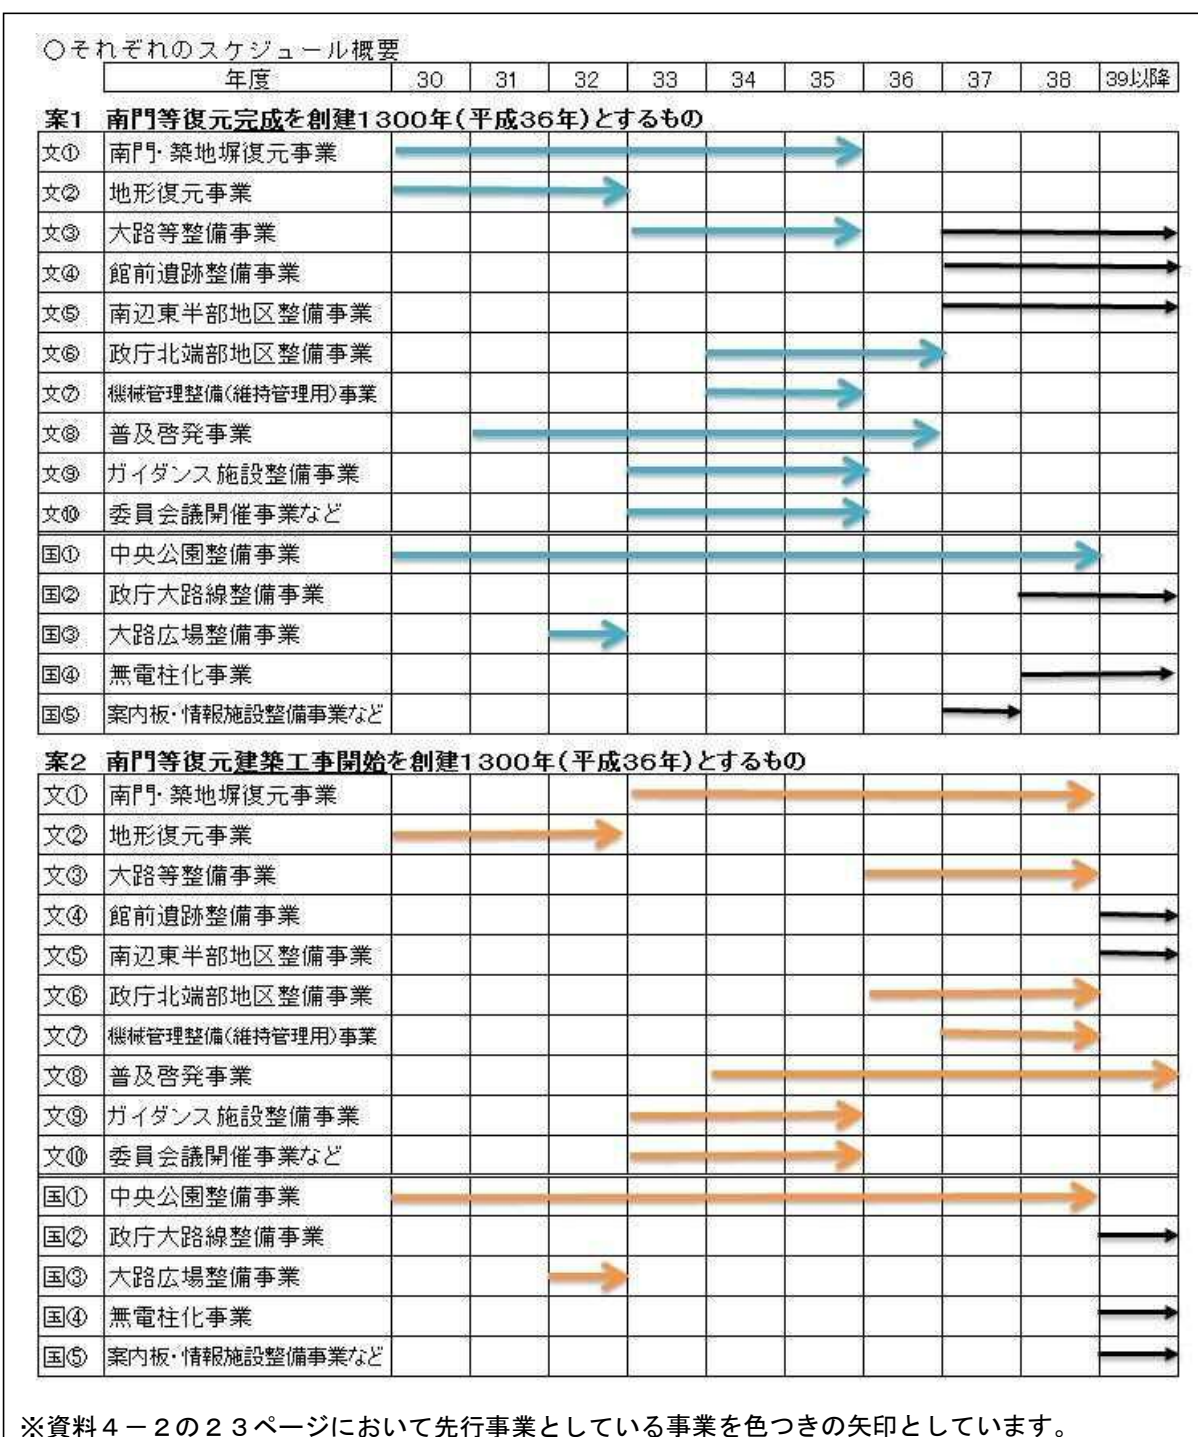 ○それぞれのスケジュール概要
年度 30 31 32 33 34 35 36 37 38 39以降
案1 南門等復元完成を創建1300年(平成36年)とするもの
文① 南門・築地塀復元事業
文② 地形復元事業
文③ 大路等整備事業
文④ 館前遺跡整備事業
文⑤ 南辺東半部地区整備事業
文⑥ 政庁北端部地区整備事業
文⑦ 機械管理整備(維持管理用)事業
文⑧ 普及啓発事業
文⑨ ガイダンス施設整備事業
文⑩ 委員会議開催事業など
国① 中央公園整備事業
国② 政庁大路線整備事業
国③ 大路広場整備事業
国④ 無電柱化事業
国⑤ 案内板・情報施設整備事業など
案2 南門等復元建築工事開始を創建1300年(平成36年)とするもの
文① 南門・築地塀復元事業
文② 地形復元事業
文③ 大路等整備事業
文④ 館前遺跡整備事業
文⑤ 南辺東半部地区整備事業
文⑥ 政庁北端部地区整備事業
文⑦ 機械管理整備(維持管理用)事業
文⑧ 普及啓発事業
文⑨ ガイダンス施設整備事業
文⑩ 委員会議開催事業など
国① 中央公園整備事業
国② 政庁大路線整備事業
国③ 大路広場整備事業
国④ 無電柱化事業
国⑤ 案内板・情報施設整備事業など
※資料4-2の23ページにおいて先行事業としている事業を色つきの矢印としています。